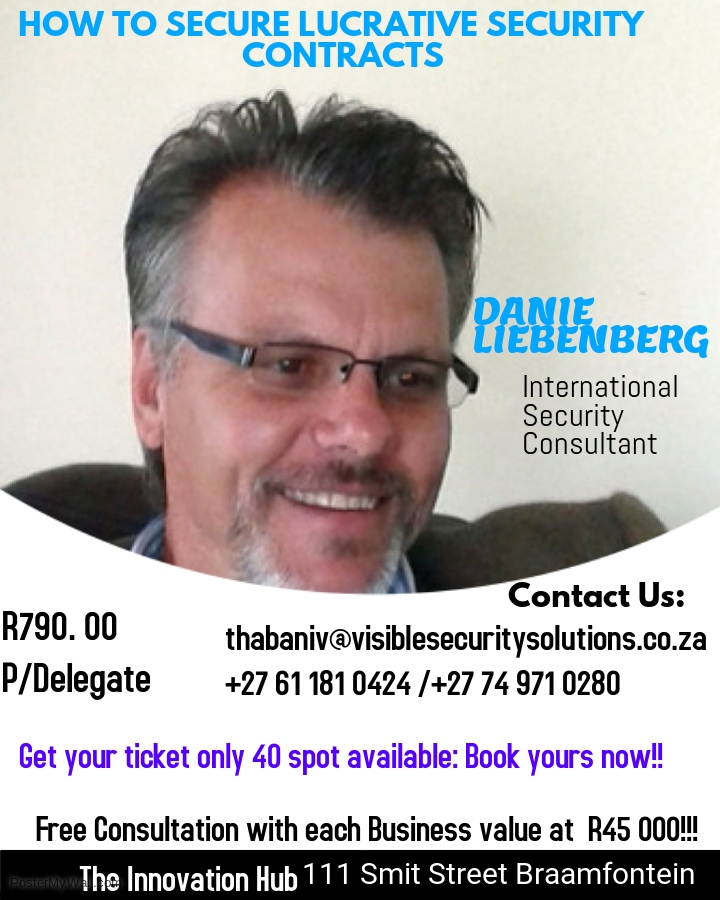 HOW TO SECURE LUCRATIVE SECURITY
CONTRACTS
DANIE
LIEBENBERG
International
Security
Consultant
Contact Us:
R790. 00
P/Delegate
thabaniv@visiblesecuritysolutions.co.za
+27 61 181 0424 /+27 74 971 0280
Get your ticket only 40 spot available: Book yours now!!
Free Consultation with each Business value at R45 000!!!
The Innovation Hub 111 Smit Street Braamfontein